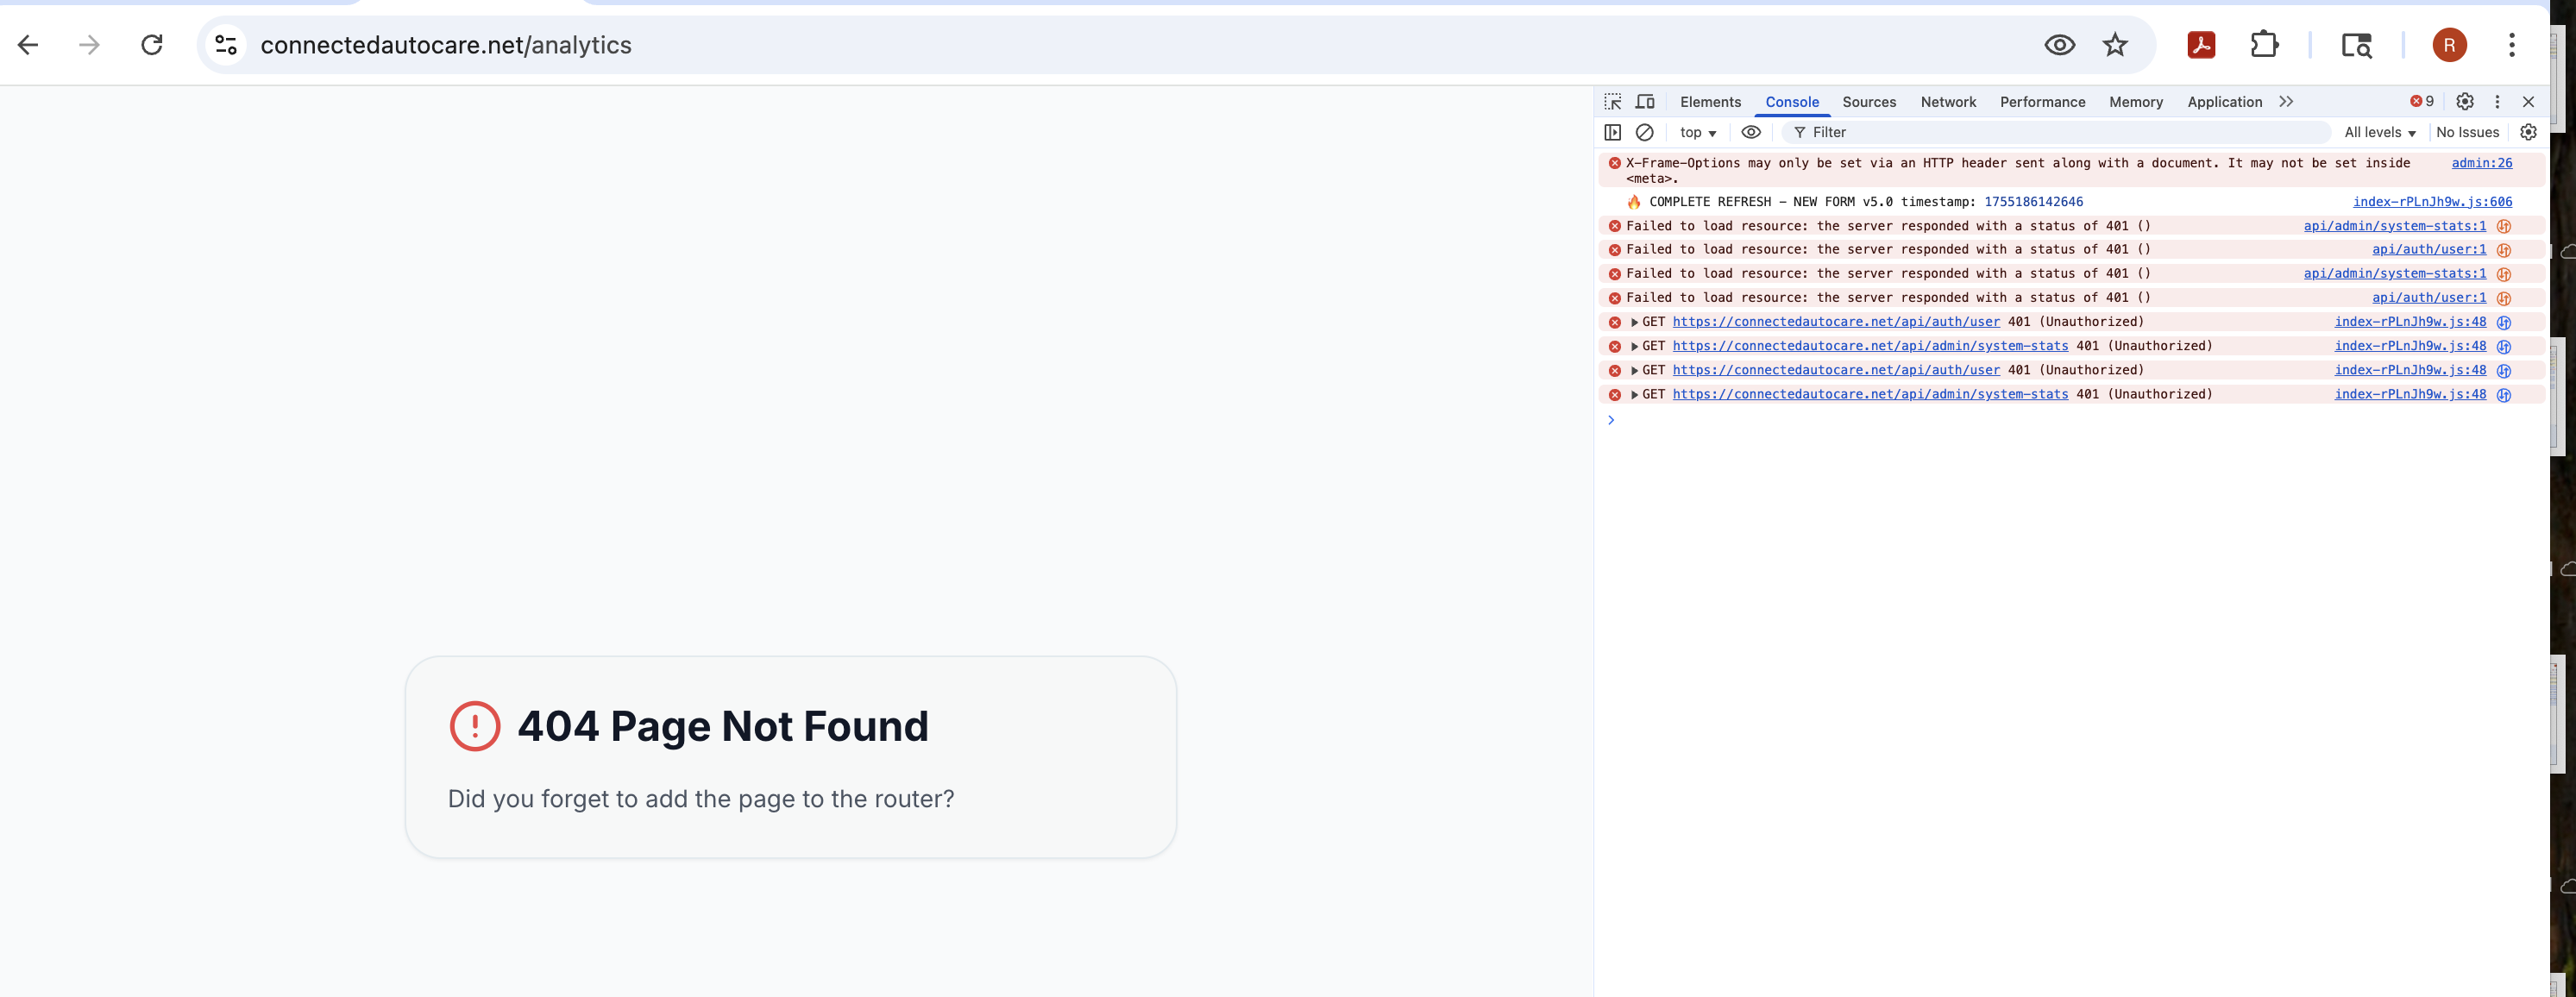 connectedautocare.net/analytics
R
Elements Console Sources Network Performance Memory Application 9
top Filter All levels No Issues
X-Frame-Options may only be set via an HTTP header sent along with a document. It may not be set inside admin:26
<meta>.
🔥 COMPLETE REFRESH - NEW FORM v5.0 timestamp: 1755186142646 index-rPLnJh9w.js:606
Failed to load resource: the server responded with a status of 401 () api/admin/system-stats:1
Failed to load resource: the server responded with a status of 401 () api/auth/user:1
Failed to load resource: the server responded with a status of 401 () api/admin/system-stats:1
Failed to load resource: the server responded with a status of 401 () api/auth/user:1
GET https://connectedautocare.net/api/auth/user 401 (Unauthorized) index-rPLnJh9w.js:48
GET https://connectedautocare.net/api/admin/system-stats 401 (Unauthorized) index-rPLnJh9w.js:48
GET https://connectedautocare.net/api/auth/user 401 (Unauthorized) index-rPLnJh9w.js:48
GET https://connectedautocare.net/api/admin/system-stats 401 (Unauthorized) index-rPLnJh9w.js:48
404 Page Not Found
Did you forget to add the page to the router?